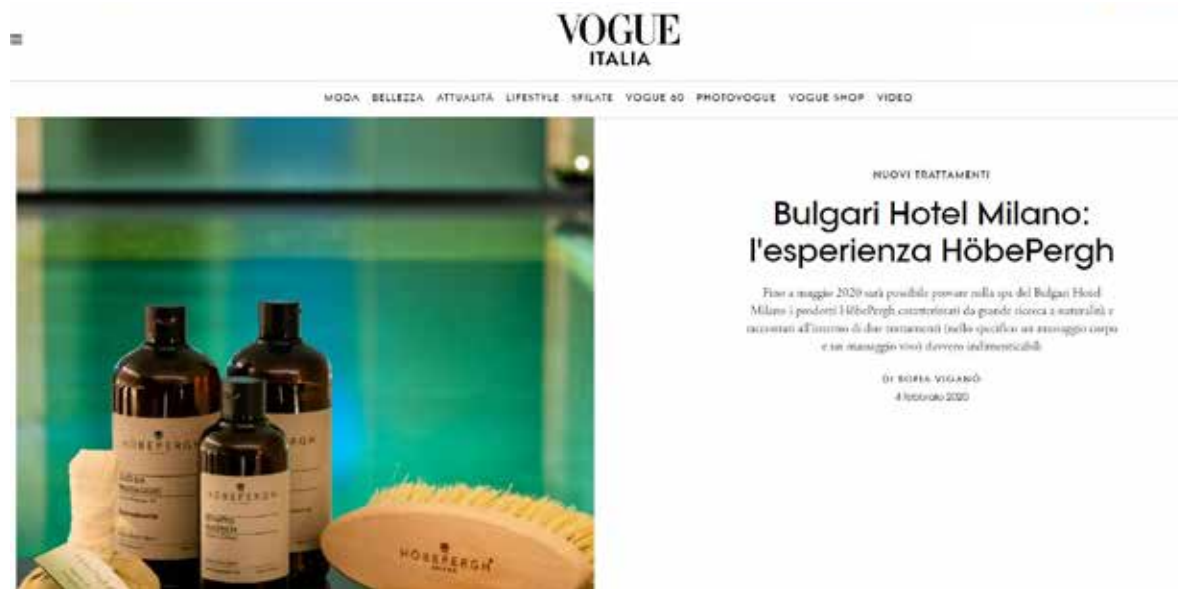 VOGUE
ITALIA
MODA BELLEZZA ATTUALITÀ LIFESTYLE SFILATE VOGUE 60 PHOTOVOGUE VOGUE SHOP VIDEO
NUOVI TRATTAMENTI
Bulgari Hotel Milano:
l'esperienza HöbePergh
Fino a maggio 2020 sarà possibile provare nella spa del Bulgari Hotel
Milano i prodotti HöbePergh caratterizzati da grande ricerca e naturalità e
raccontati all'interno di due trattamenti (nello specifico un massaggio corpo
e un massaggio viso) davvero indimenticabili
DI SOFIA VIGANÒ
4 febbraio 2020
HÖBEPERGH
HÖBEPERGH
HÖBEPERGH